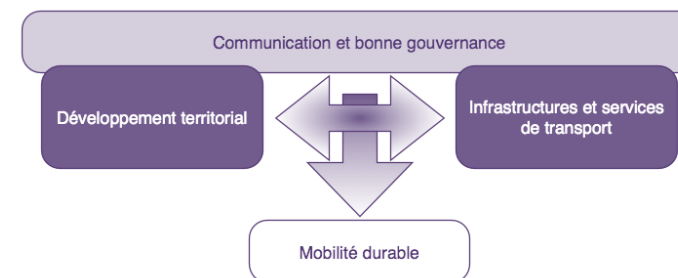 Communication et bonne gouvernance
Développement territorial
Infrastructures et services
de transport
Mobilité durable